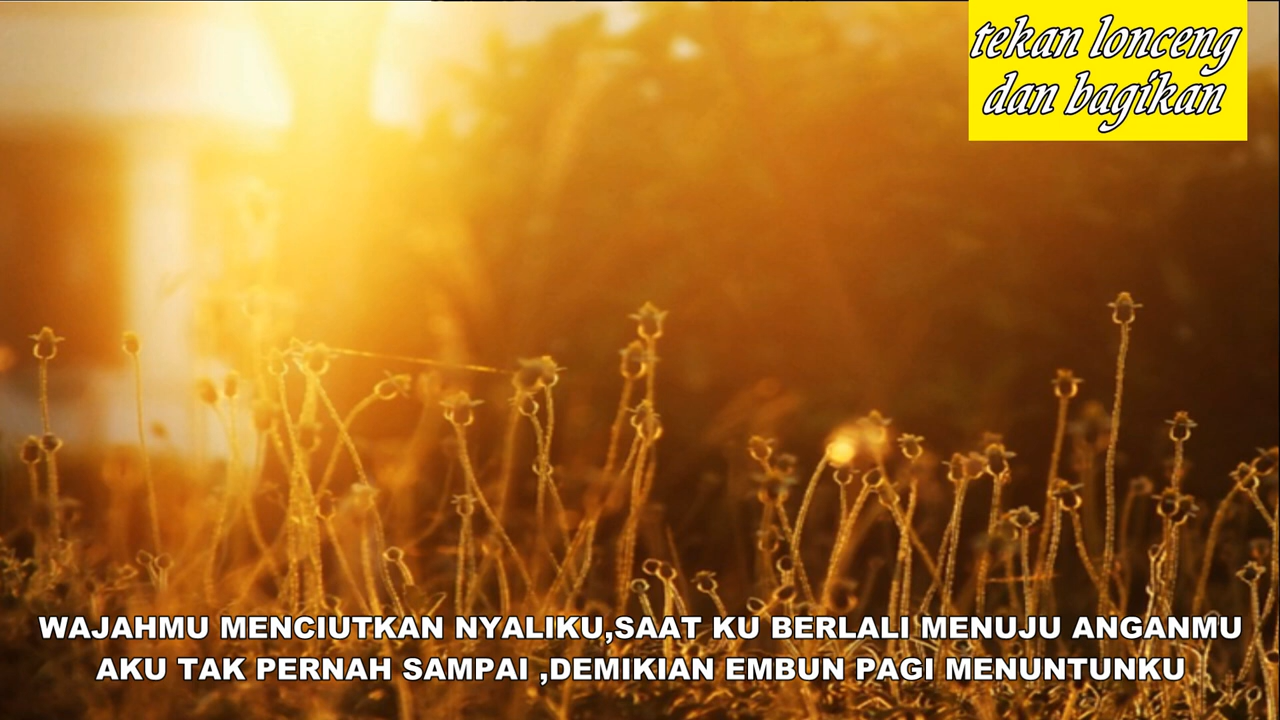 tekan lonceng
dan bagikan
WAJAHMU MENCIUTKAN NYALIKU,SAAT KU BERLALI MENUJU ANGANMU
AKU TAK PERNAH SAMPAI ,DEMIKIAN EMBUN PAGI MENUNTUNKU